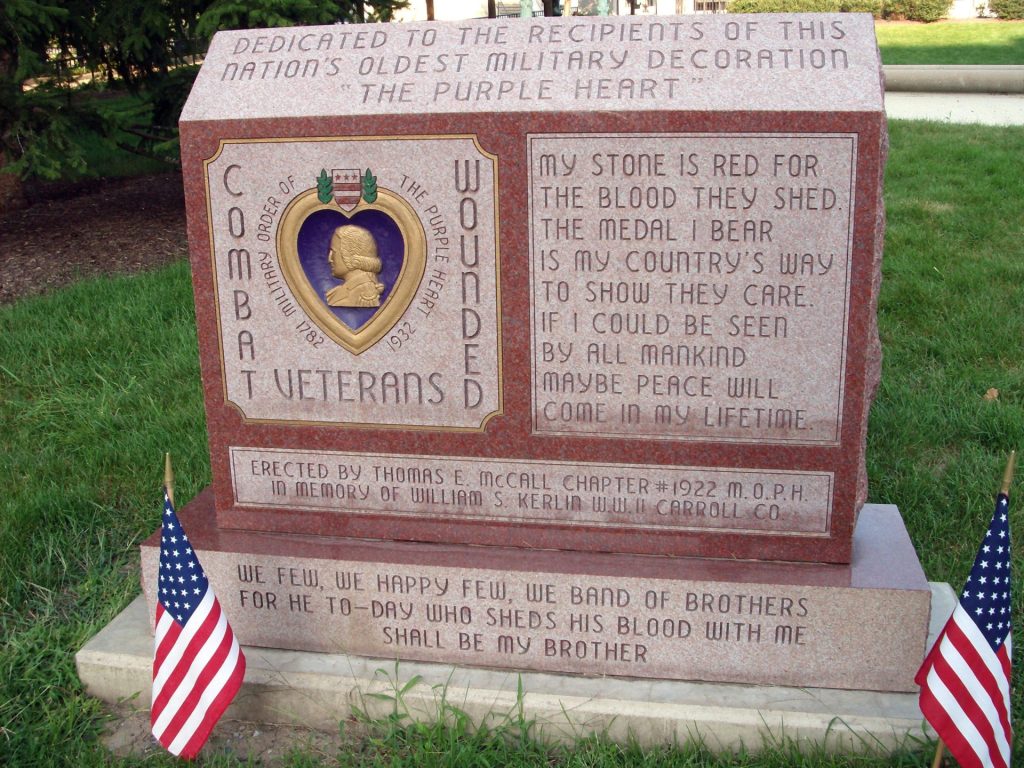 DEDICATED TO THE RECIPIENTS OF THIS
NATION'S OLDEST MILITARY DECORATION
"THE PURPLE HEART"
COMBAT
WOUNDED
VETERANS
MILITARY ORDER OF
THE PURPLE HEART
1782
1932
MY STONE IS RED FOR
THE BLOOD THEY SHED.
THE MEDAL I BEAR
IS MY COUNTRY'S WAY
TO SHOW THEY CARE.
IF I COULD BE SEEN
BY ALL MANKIND
MAYBE PEACE WILL
COME IN MY LIFETIME.
ERECTED BY THOMAS E. McCALL CHAPTER #1922 M.O.P.H.
IN MEMORY OF WILLIAM S. KERLIN W.W.II CARROLL CO.
WE FEW, WE HAPPY FEW, WE BAND OF BROTHERS
FOR HE TO-DAY WHO SHEDS HIS BLOOD WITH ME
SHALL BE MY BROTHER